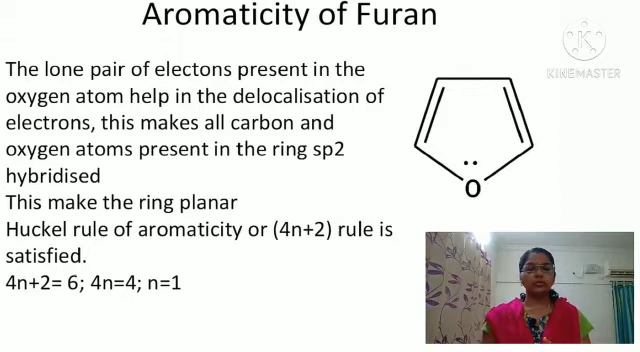 Aromaticity of Furan
KINEMASTER
The lone pair of electons present in the
oxygen atom help in the delocalisation of
electrons, this makes all carbon and
oxygen atoms present in the ring sp2
hybridised
This make the ring planar
Huckel rule of aromaticity or (4n+2) rule is
satisfied.
4n+2= 6; 4n=4; n=1
O